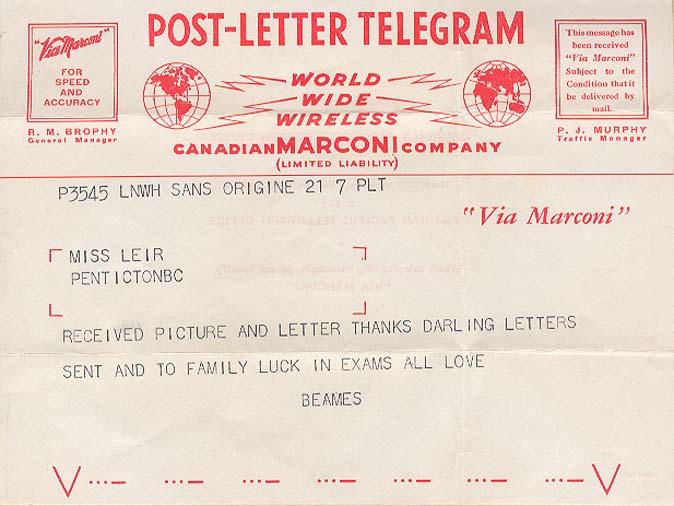 POST-LETTER TELEGRAM
"Via Marconi"
FOR
SPEED
AND
ACCURACY
R. M. BROPHY
General Manager
WORLD
WIDE
WIRELESS
CANADIAN MARCONI COMPANY
(LIMITED LIABILITY)
This message has
been received
"Via Marconi"
Subject to the
Condition that it
be delivered by
mail.
P. J. MURPHY
Traffic Manager
P3545 LNWH SANS ORIGINE 21 7 PLT
"Via Marconi"
MISS LEIR
PENTICTONBC
RECEIVED PICTURE AND LETTER THANKS DARLING LETTERS
SENT AND TO FAMILY LUCK IN EXAMS ALL LOVE
BEAMES
V ...— ...— ...— ...— ...— V